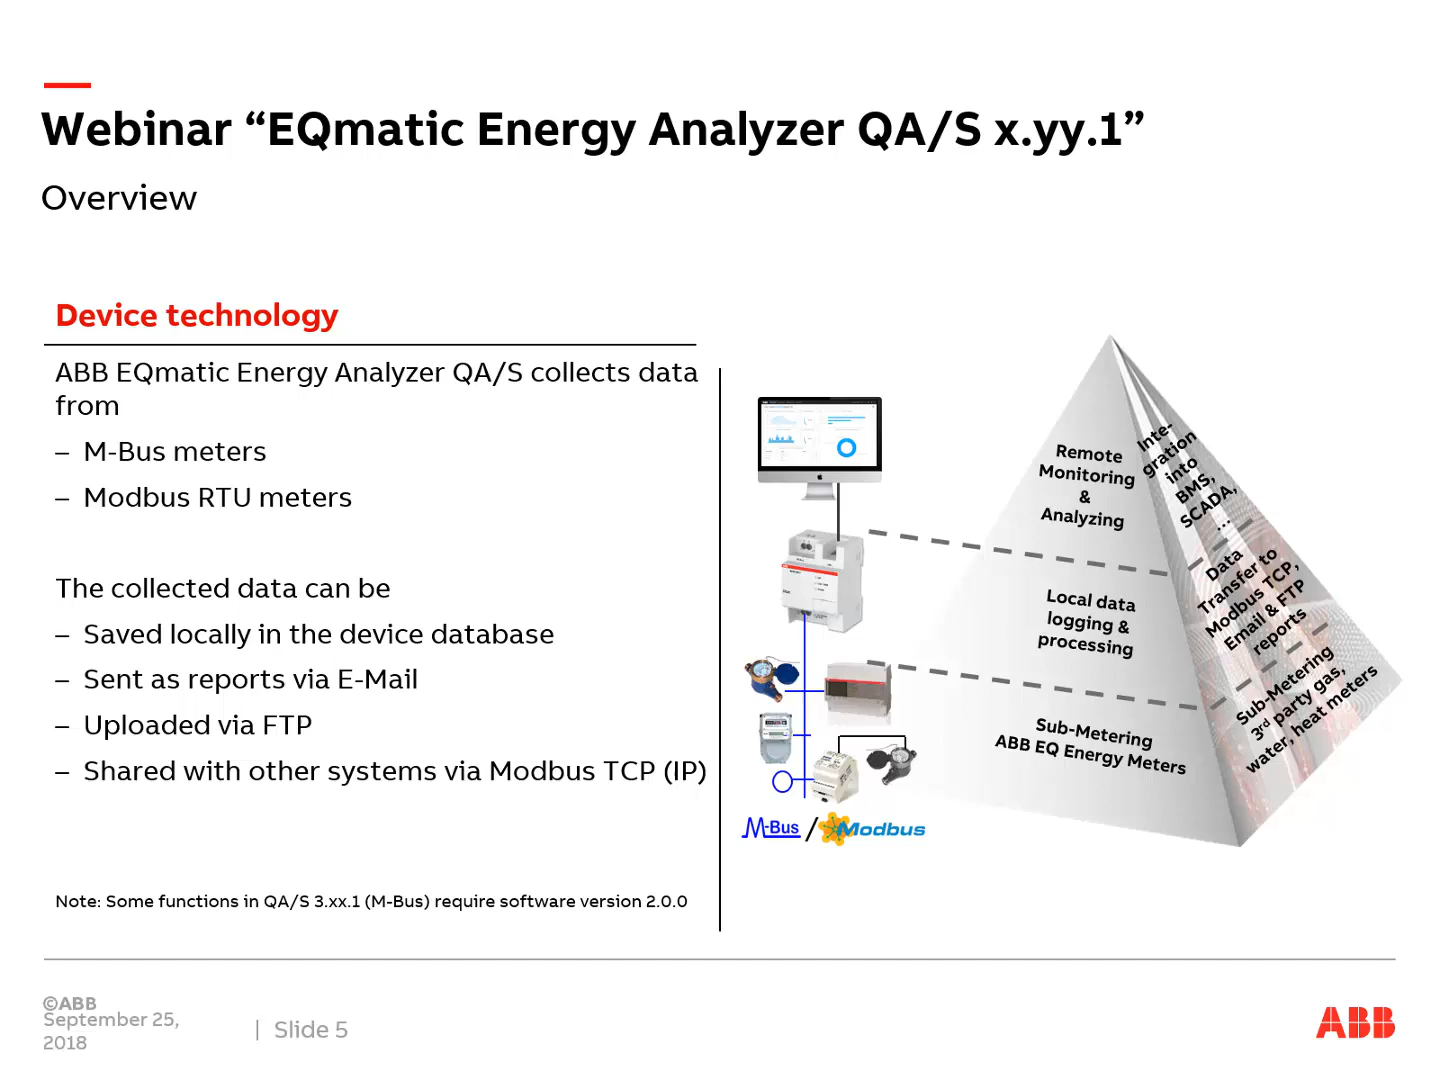 Webinar “EQmatic Energy Analyzer QA/S x.yy.1”
Overview
Device technology
ABB EQmatic Energy Analyzer QA/S collects data
from
– M-Bus meters
– Modbus RTU meters
The collected data can be
– Saved locally in the device database
– Sent as reports via E-Mail
– Uploaded via FTP
– Shared with other systems via Modbus TCP (IP)
Note: Some functions in QA/S 3.xx.1 (M-Bus) require software version 2.0.0
M-Bus / Modbus
Remote
Monitoring
&
Analyzing
Local data
logging &
processing
Sub-Metering
ABB EQ Energy Meters
Inte-
gration
into
BMS,
SCADA,
...
Data
Transfer to
Modbus TCP,
Email & FTP
reports
Sub-Metering
3rd party gas,
water, heat meters
©ABB
September 25,
2018
| Slide 5
ABB